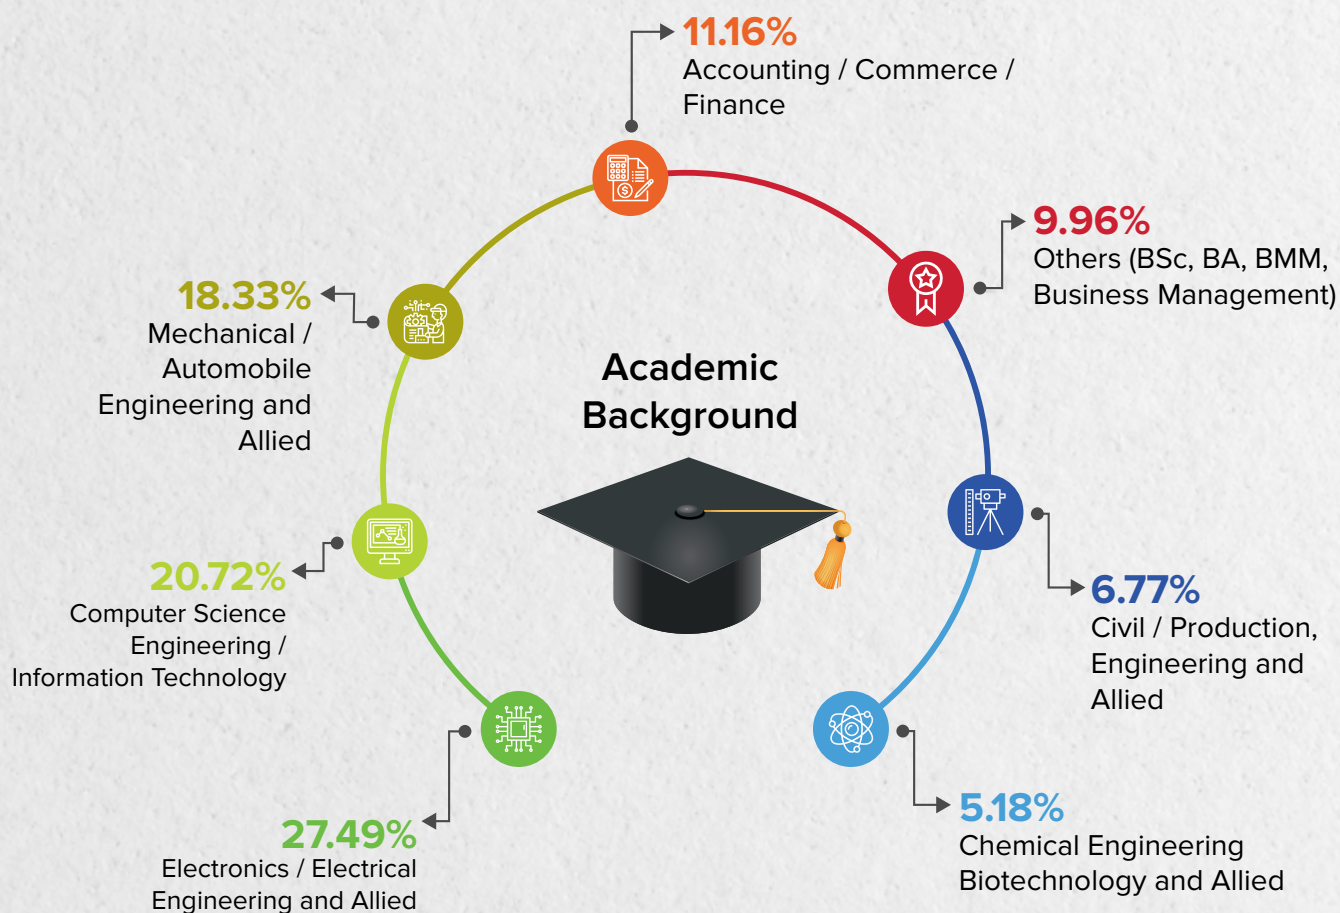 11.16%
Accounting / Commerce /
Finance
9.96%
Others (BSc, BA, BMM,
Business Management)
18.33%
Mechanical /
Automobile
Engineering and
Allied
Academic
Background
20.72%
Computer Science
Engineering /
Information Technology
6.77%
Civil / Production,
Engineering and
Allied
27.49%
Electronics / Electrical
Engineering and Allied
5.18%
Chemical Engineering
Biotechnology and Allied